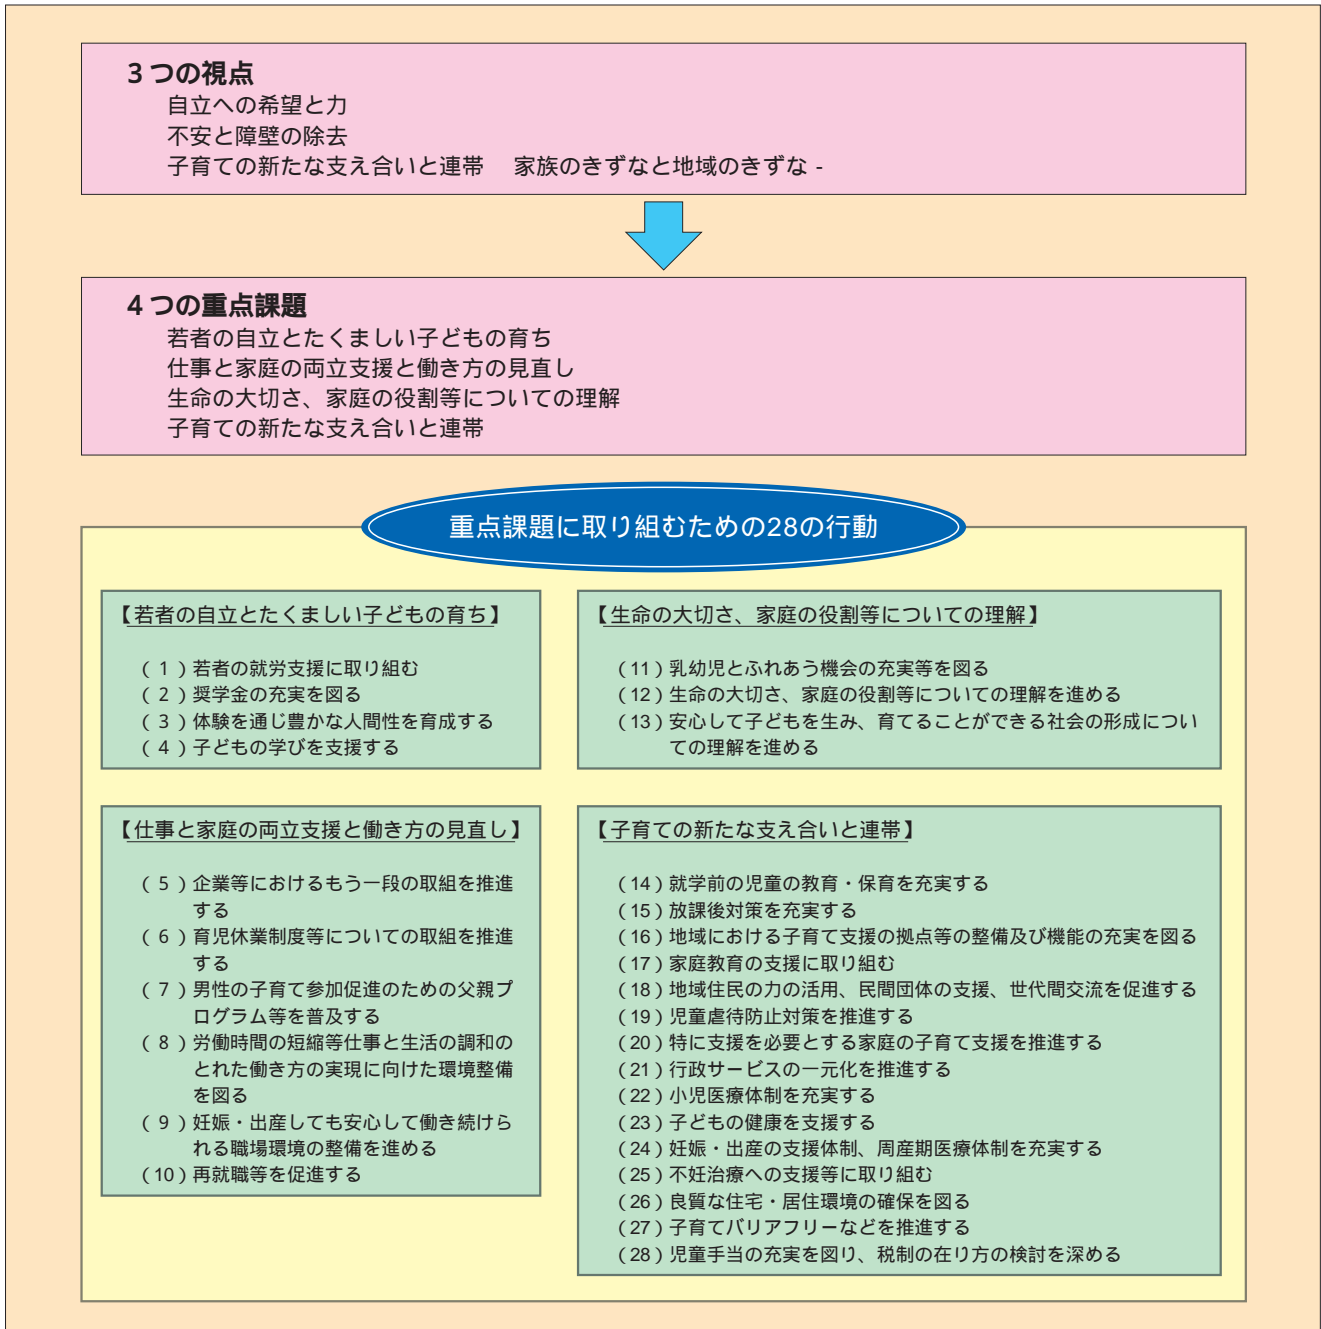 3つの視点
自立への希望と力
不安と障壁の除去
子育ての新たな支え合いと連帯　家族のきずなと地域のきずな -
4つの重点課題
若者の自立とたくましい子どもの育ち
仕事と家庭の両立支援と働き方の見直し
生命の大切さ、家庭の役割等についての理解
子育ての新たな支え合いと連帯
重点課題に取り組むための28の行動
【若者の自立とたくましい子どもの育ち】
(1)若者の就労支援に取り組む
(2)奨学金の充実を図る
(3)体験を通じ豊かな人間性を育成する
(4)子どもの学びを支援する
【仕事と家庭の両立支援と働き方の見直し】
(5)企業等におけるもう一段の取組を推進
する
(6)育児休業制度等についての取組を推進
する
(7)男性の子育て参加促進のための父親プ
ログラム等を普及する
(8)労働時間の短縮等仕事と生活の調和の
とれた働き方の実現に向けた環境整備
を図る
(9)妊娠・出産しても安心して働き続けら
れる職場環境の整備を進める
(10)再就職等を促進する
【生命の大切さ、家庭の役割等についての理解】
(11)乳幼児とふれあう機会の充実等を図る
(12)生命の大切さ、家庭の役割等についての理解を進める
(13)安心して子どもを生み、育てることができる社会の形成につい
ての理解を進める
【子育ての新たな支え合いと連帯】
(14)就学前の児童の教育・保育を充実する
(15)放課後対策を充実する
(16)地域における子育て支援の拠点等の整備及び機能の充実を図る
(17)家庭教育の支援に取り組む
(18)地域住民の力の活用、民間団体の支援、世代間交流を促進する
(19)児童虐待防止対策を推進する
(20)特に支援を必要とする家庭の子育て支援を推進する
(21)行政サービスの一元化を推進する
(22)小児医療体制を充実する
(23)子どもの健康を支援する
(24)妊娠・出産の支援体制、周産期医療体制を充実する
(25)不妊治療への支援等に取り組む
(26)良質な住宅・居住環境の確保を図る
(27)子育てバリアフリーなどを推進する
(28)児童手当の充実を図り、税制の在り方の検討を深める